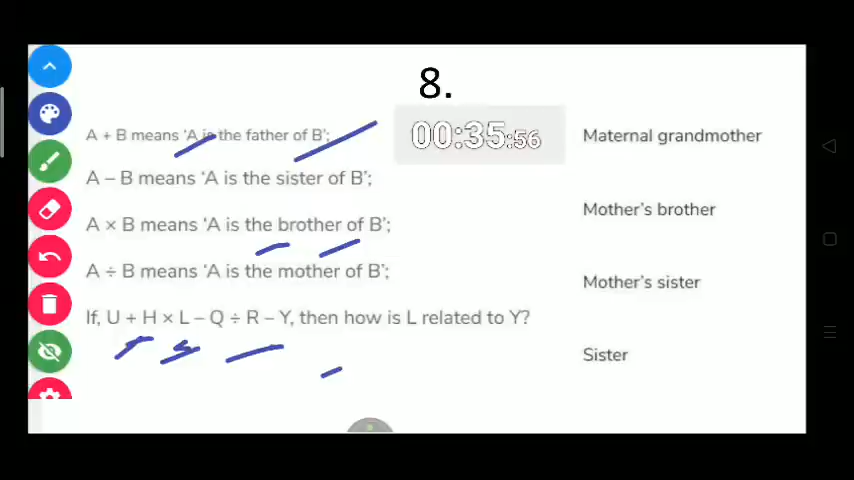 8.
A + B means 'A is the father of B';
00:35:56
Maternal grandmother
A – B means 'A is the sister of B';
Mother's brother
A × B means 'A is the brother of B';
A ÷ B means 'A is the mother of B';
Mother's sister
If, U + H × L – Q ÷ R – Y, then how is L related to Y?
Sister